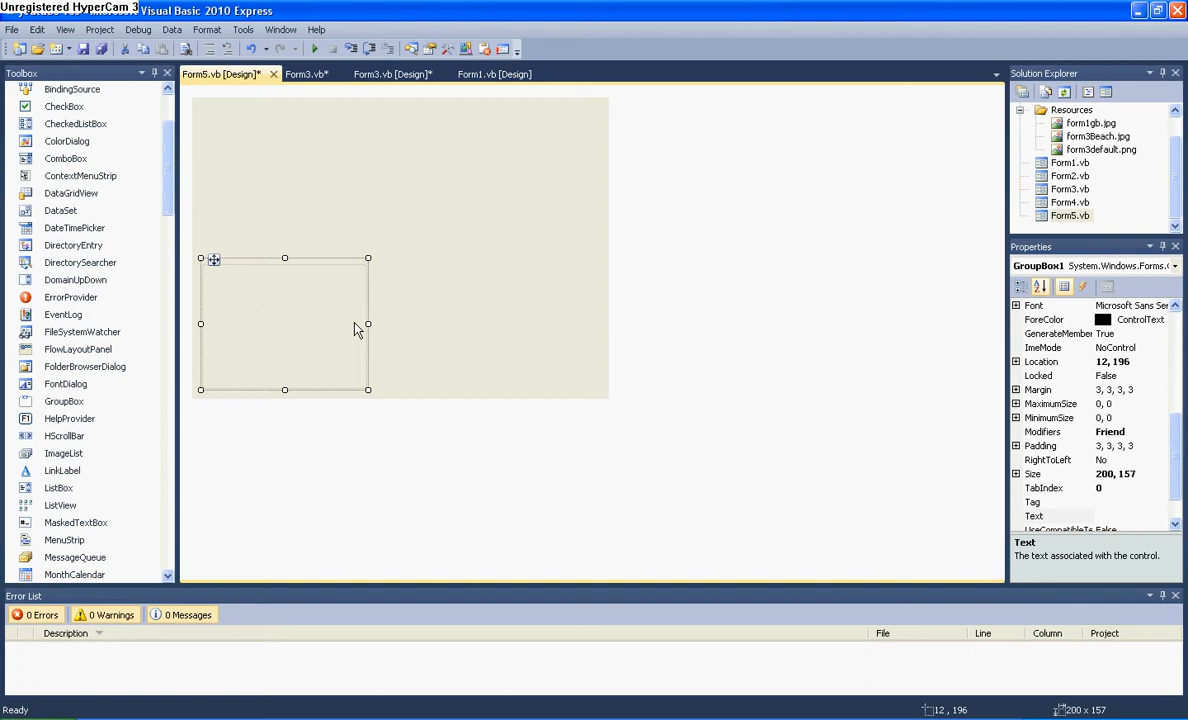 Unregistered HyperCam 3
Visual Basic 2010 Express
File Edit View Project Debug Data Format Tools Window Help
Toolbox
BindingSource
CheckBox
CheckedListBox
ColorDialog
ComboBox
ContextMenuStrip
DataGridView
DataSet
DateTimePicker
DirectoryEntry
DirectorySearcher
DomainUpDown
ErrorProvider
EventLog
FileSystemWatcher
FlowLayoutPanel
FolderBrowserDialog
FontDialog
GroupBox
HelpProvider
HScrollBar
ImageList
LinkLabel
ListBox
ListView
MaskedTextBox
MenuStrip
MessageQueue
MonthCalendar
Form5.vb [Design]* Form3.vb* Form3.vb [Design]* Form1.vb [Design]
Solution Explorer
Resources
form1gb.jpg
form3Beach.jpg
form3default.png
Form1.vb
Form2.vb
Form3.vb
Form4.vb
Form5.vb
Properties
GroupBox1 System.Windows.Forms.
Font Microsoft Sans Ser
ForeColor ControlText
GenerateMember True
ImeMode NoControl
Location 12, 196
Locked False
Margin 3, 3, 3, 3
MaximumSize 0, 0
MinimumSize 0, 0
Modifiers Friend
Padding 3, 3, 3, 3
RightToLeft No
Size 200, 157
TabIndex 0
Tag
Text
UseCompatibleTe False
Text
The text associated with the control.
Error List
0 Errors 0 Warnings 0 Messages
Description File Line Column Project
Ready 12 , 196 200 x 157